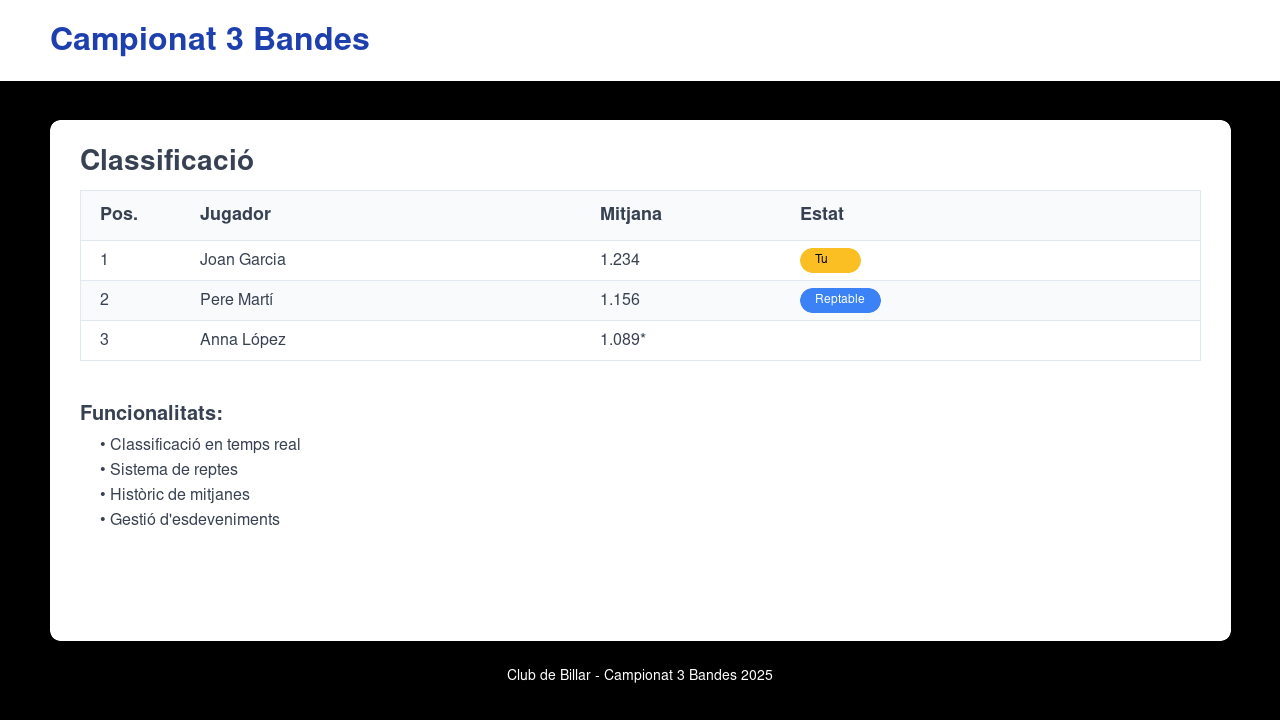 Campionat 3 Bandes
Classificació
Pos. Jugador Mitjana Estat
1 Joan Garcia 1.234 Tu
2 Pere Martí 1.156 Reptable
3 Anna López 1.089*
Funcionalitats:
• Classificació en temps real
• Sistema de reptes
• Històric de mitjanes
• Gestió d'esdeveniments
Club de Billar - Campionat 3 Bandes 2025